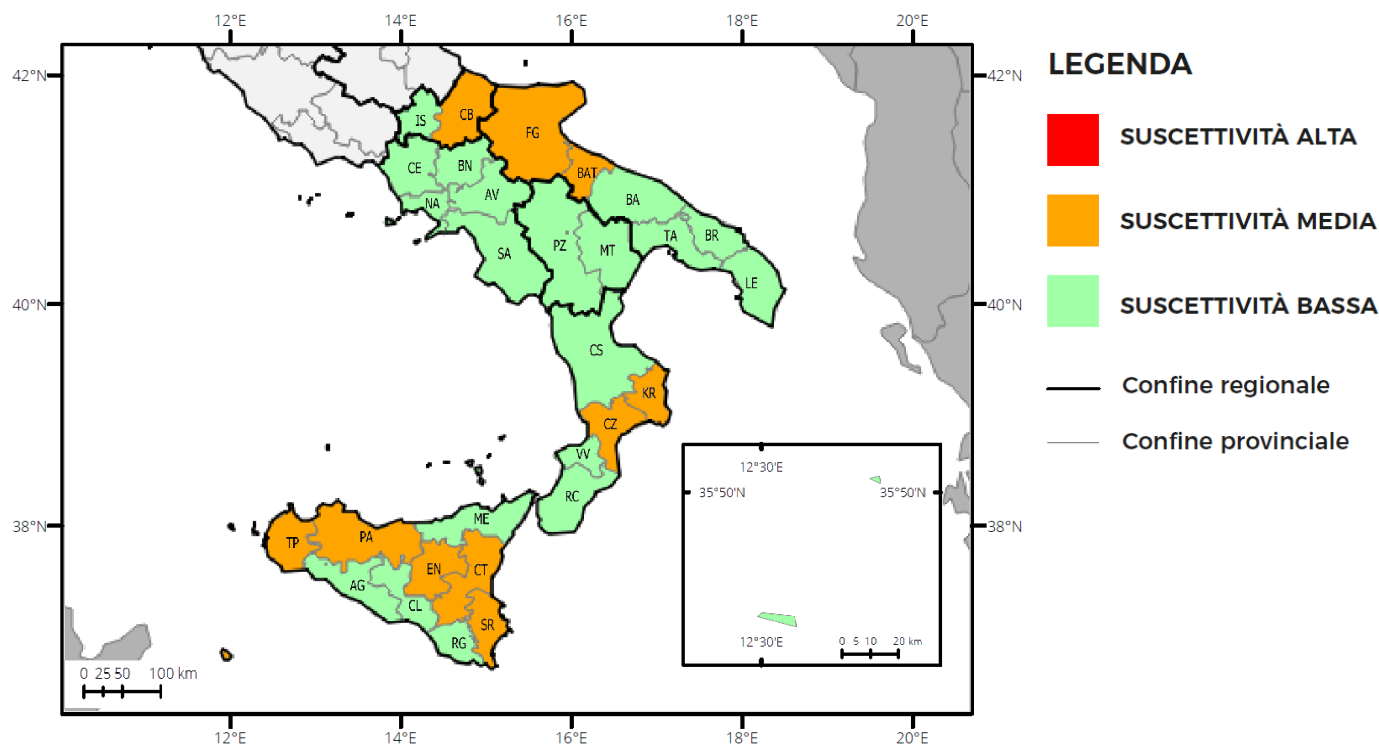 12°E 14°E 16°E 18°E 20°E
42°N 42°N
40°N 40°N
38°N 38°N
IS CB FG
CE BN BAT
AV BA
NA TA BR
SA PZ MT LE
CS
KR
CZ
VV
RC
ME
TP PA
EN CT
AG
CL
SR
RG
12°30'E
35°50'N 35°50'N
12°30'E
0 5 10 20 km
0 25 50 100 km
12°E 14°E 16°E 18°E 20°E
LEGENDA
SUSCETTIVITÀ ALTA
SUSCETTIVITÀ MEDIA
SUSCETTIVITÀ BASSA
Confine regionale
Confine provinciale